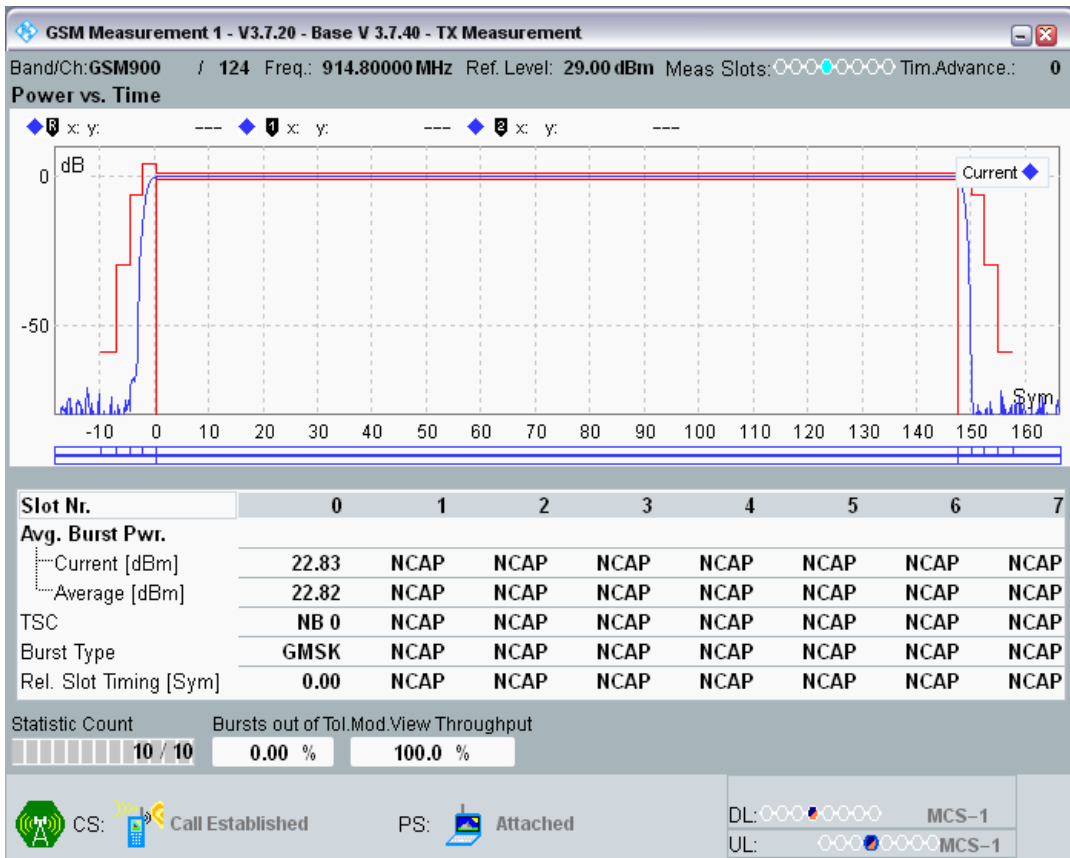 GSM Measurement 1 - V3.7.20 - Base V 3.7.40 - TX Measurement
Band/Ch:GSM900 / 124 Freq.: 914.80000 MHz Ref. Level: 29.00 dBm Meas Slots: Tim.Advance.: 0
Power vs. Time
R x: y: --- 1 x: y: --- 2 x: y: ---
dB
Current
0
-50
Sym
-10 0 10 20 30 40 50 60 70 80 90 100 110 120 130 140 150 160
Slot Nr. 0 1 2 3 4 5 6 7
Avg. Burst Pwr.
Current [dBm] 22.83 NCAP NCAP NCAP NCAP NCAP NCAP NCAP
Average [dBm] 22.82 NCAP NCAP NCAP NCAP NCAP NCAP NCAP
TSC NB 0 NCAP NCAP NCAP NCAP NCAP NCAP NCAP
Burst Type GMSK NCAP NCAP NCAP NCAP NCAP NCAP NCAP
Rel. Slot Timing [Sym] 0.00 NCAP NCAP NCAP NCAP NCAP NCAP NCAP
Statistic Count Bursts out of Tol.Mod.View Throughput
10 / 10 0.00 % 100.0 %
CS: Call Established PS: Attached
DL: MCS-1
UL: MCS-1